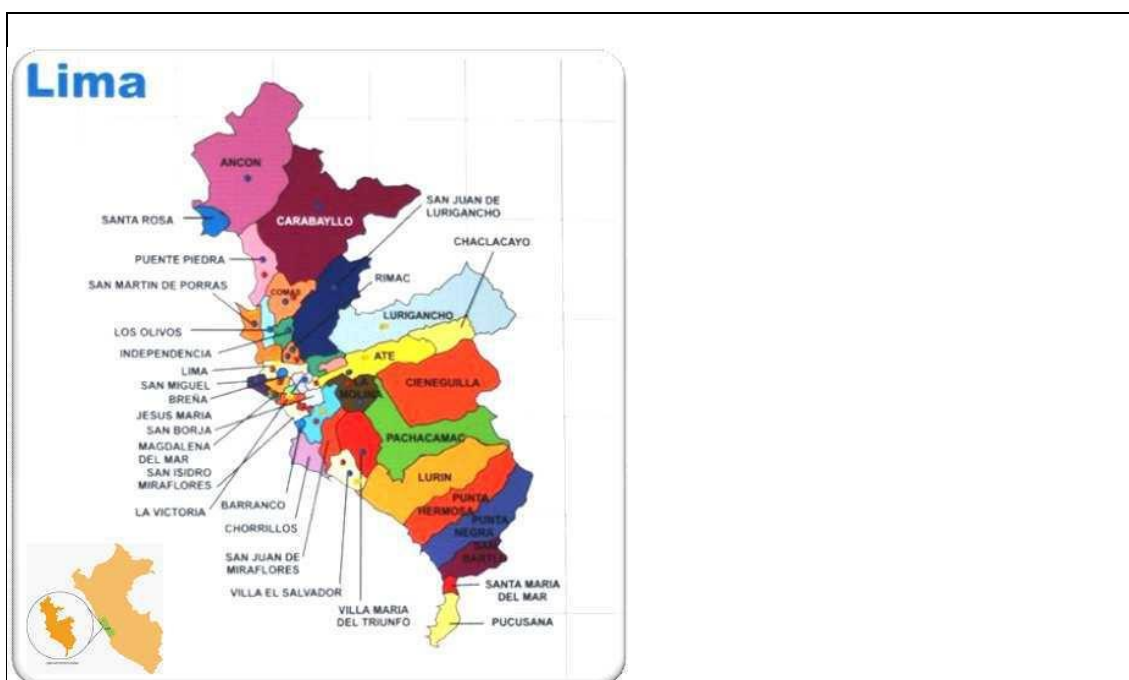 Lima
ANCON
SANTA ROSA
CARABAYLLO
SAN JUAN DE
LURIGANCHO
CHACLACAYO
PUENTE PIEDRA
RIMAC
SAN MARTIN DE PORRAS
COMAS
LURIGANCHO
LOS OLIVOS
INDEPENDENCIA
ATE
LIMA
CIENEGUILLA
SAN MIGUEL
LA
MOLINA
BREÑA
JESUS MARIA
SAN BORJA
PACHACAMAC
MAGDALENA
DEL MAR
SAN ISIDRO
MIRAFLORES
LURIN
LA VICTORIA
BARRANCO
PUNTA
HERMOSA
CHORRILLOS
PUNTA
NEGRA
SAN
BARTLO
SAN JUAN DE
MIRAFLORES
VILLA EL SALVADOR
SANTA MARIA
DEL MAR
VILLA MARIA
DEL TRIUNFO
PUCUSANA